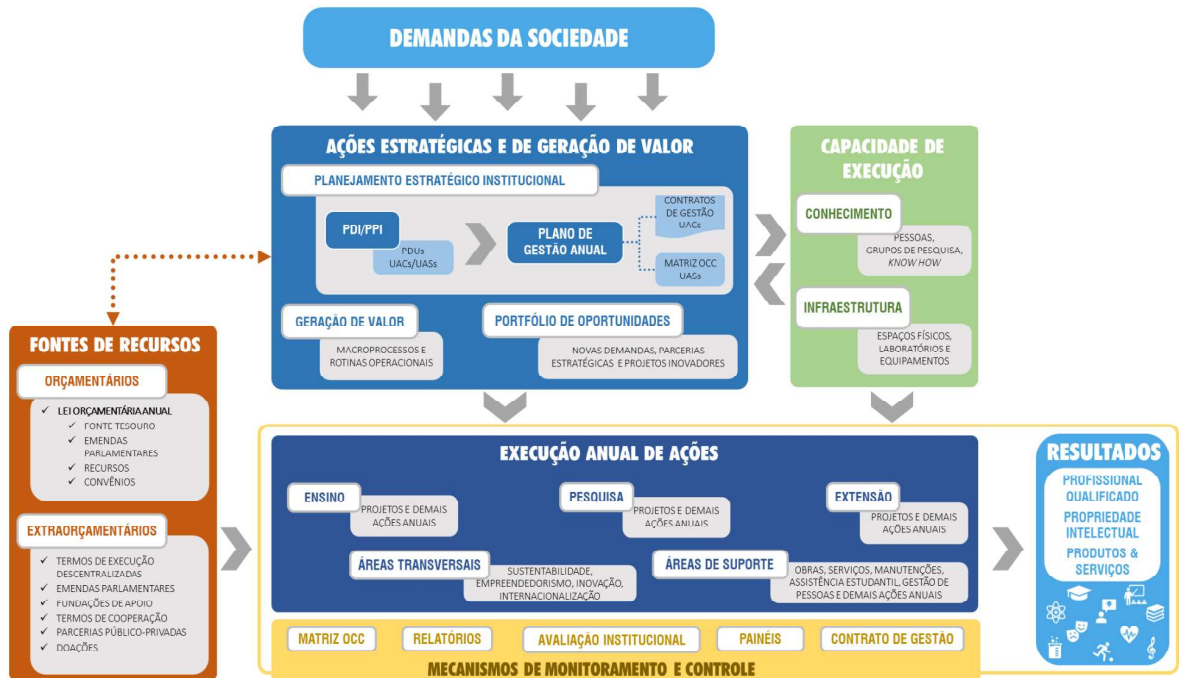 DEMANDAS DA SOCIEDADE
AÇÕES ESTRATÉGICAS E DE GERAÇÃO DE VALOR
PLANEJAMENTO ESTRATÉGICO INSTITUCIONAL
PDI/PPI
PDUs
UACs/UASs
PLANO DE
GESTÃO ANUAL
CONTRATOS
DE GESTÃO
UACs
MATRIZ OCC
UASs
GERAÇÃO DE VALOR
MACROPROCESSOS E
ROTINAS OPERACIONAIS
PORTFÓLIO DE OPORTUNIDADES
NOVAS DEMANDAS, PARCERIAS
ESTRATÉGICAS E PROJETOS INOVADORES
CAPACIDADE DE
EXECUÇÃO
CONHECIMENTO
PESSOAS,
GRUPOS DE PESQUISA,
KNOW HOW
INFRAESTRUTURA
ESPAÇOS FÍSICOS,
LABORATÓRIOS E
EQUIPAMENTOS
FONTES DE RECURSOS
ORÇAMENTÁRIOS
✓ LEI ORÇAMENTÁRIA ANUAL
✓ FONTE TESOURO
✓ EMENDAS
PARLAMENTARES
✓ RECURSOS
✓ CONVÊNIOS
EXTRAORÇAMENTÁRIOS
✓ TERMOS DE EXECUÇÃO
DESCENTRALIZADAS
✓ EMENDAS PARLAMENTARES
✓ FUNDAÇÕES DE APOIO
✓ TERMOS DE COOPERAÇÃO
✓ PARCERIAS PÚBLICO-PRIVADAS
✓ DOAÇÕES
EXECUÇÃO ANUAL DE AÇÕES
ENSINO
PROJETOS E DEMAIS
AÇÕES ANUAIS
PESQUISA
PROJETOS E DEMAIS
AÇÕES ANUAIS
EXTENSÃO
PROJETOS E DEMAIS
AÇÕES ANUAIS
ÁREAS TRANSVERSAIS
SUSTENTABILIDADE,
EMPREENDEDORISMO, INOVAÇÃO,
INTERNACIONALIZAÇÃO
ÁREAS DE SUPORTE
OBRAS, SERVIÇOS, MANUTENÇÕES,
ASSISTÊNCIA ESTUDANTIL, GESTÃO DE
PESSOAS E DEMAIS AÇÕES ANUAIS
MATRIZ OCC
RELATÓRIOS
AVALIAÇÃO INSTITUCIONAL
PAINÉIS
CONTRATO DE GESTÃO
MECANISMOS DE MONITORAMENTO E CONTROLE
RESULTADOS
PROFISSIONAL
QUALIFICADO
PROPRIEDADE
INTELECTUAL
PRODUTOS &
SERVIÇOS